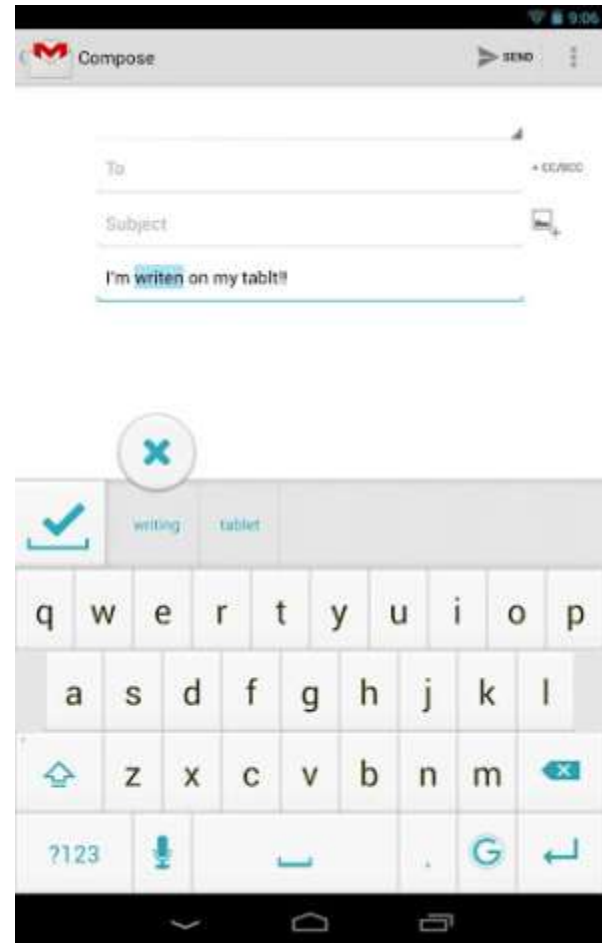 9:06
Compose SEND
To + CC/BCC
Subject
I'm writen on my tablt!!
writing tablet
q w e r t y u i o p
a s d f g h j k l
z x c v b n m
?123 . G